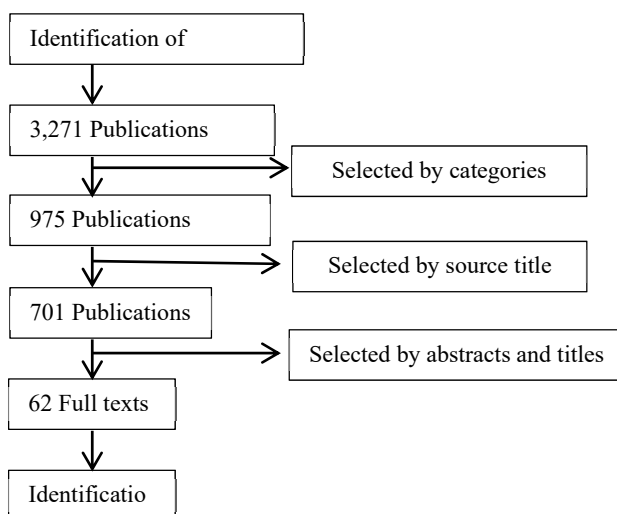 Identification of
3,271 Publications
Selected by categories
975 Publications
Selected by source title
701 Publications
Selected by abstracts and titles
62 Full texts
Identificatio